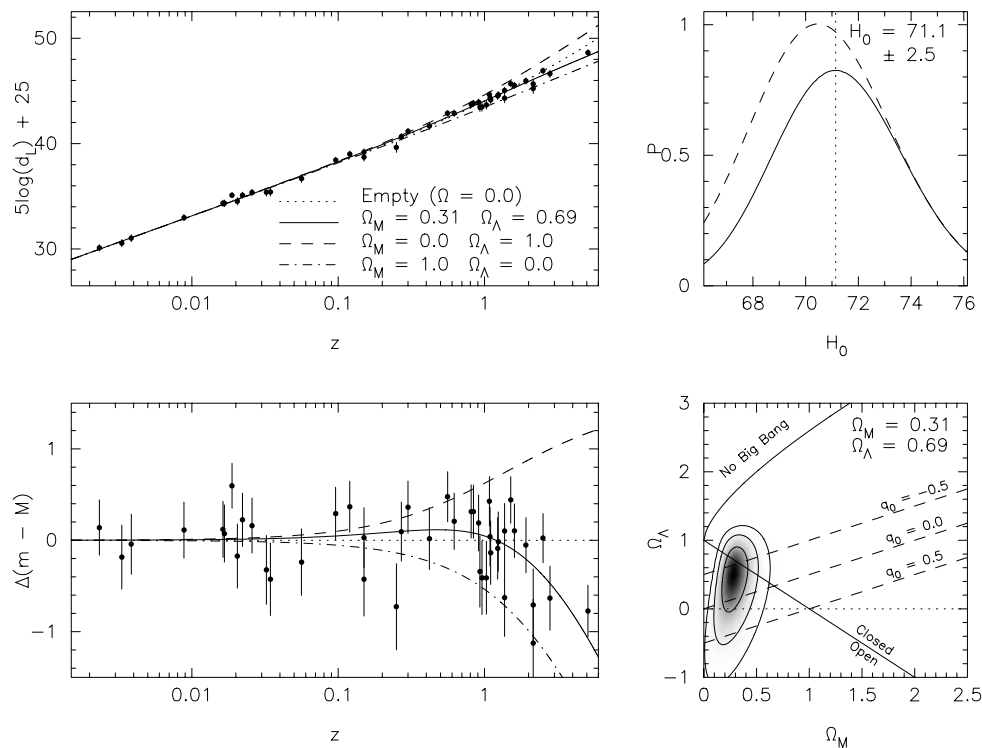 50
40
30
5log(d_L) + 25
Empty (Ω = 0.0)
Ω_M = 0.31 Ω_Λ = 0.69
Ω_M = 0.0 Ω_Λ = 1.0
Ω_M = 1.0 Ω_Λ = 0.0
0.01 0.1 1
z
1
0.5
0
P
H_0 = 71.1
± 2.5
68 70 72 74 76
H_0
1
0
−1
Δ(m − M)
0.01 0.1 1
z
3
2
1
0
−1
Ω_Λ
No Big Bang
Ω_M = 0.31
Ω_Λ = 0.69
q_0 = −0.5
q_0 = 0.0
q_0 = 0.5
Closed
Open
0 0.5 1 1.5 2 2.5
Ω_M